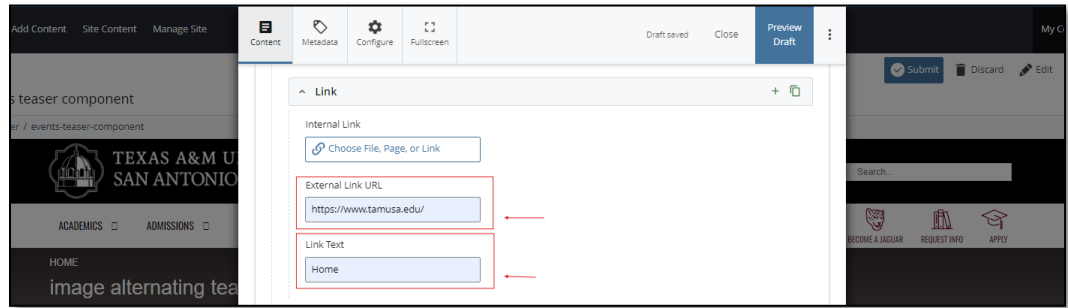 Add Content Site Content Manage Site
Content Metadata Configure Fullscreen
Draft saved Close Preview Draft
My
Submit Discard Edit
teaser component
events-teaser-component
Link
Internal Link
Choose File, Page, or Link
External Link URL
https://www.tamusa.edu/
Link Text
Home
TEXAS A&M
SAN ANTONIO
Search...
ACADEMICS ADMISSIONS
BECOME A JAGUAR REQUEST INFO APPLY
HOME
image alternating